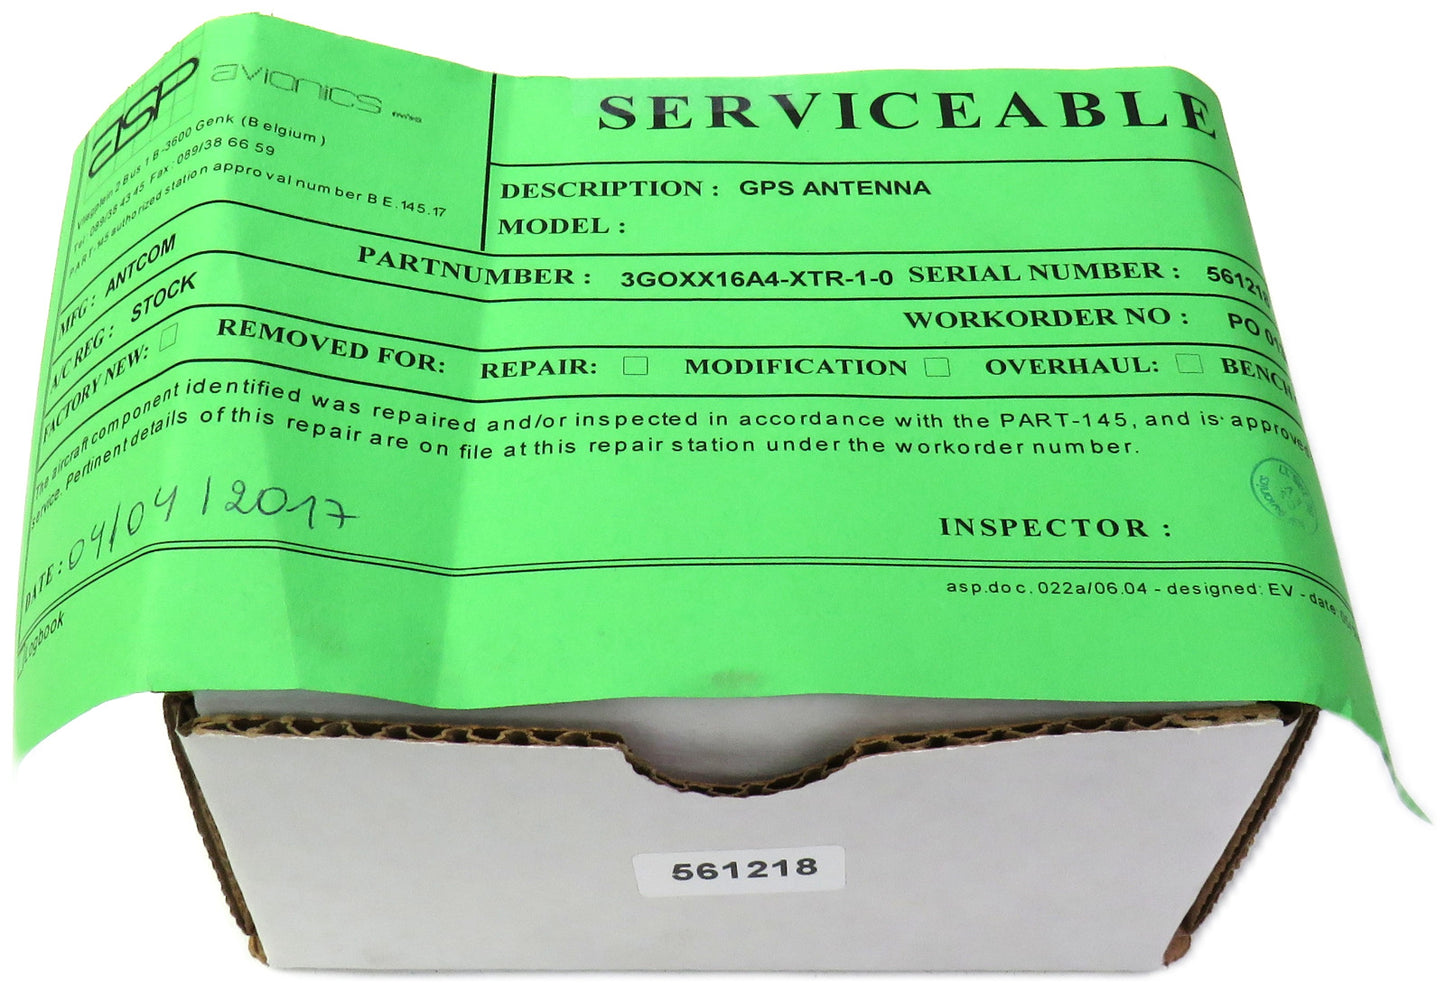 asp avionics
Vliegplein 2 Bus 1 B-3600 Genk (Belgium)
Tel: 089/38 43 45 Fax: 089/38 66 59
PART-145 authorized station approval number BE.145.17
SERVICEABLE
DESCRIPTION : GPS ANTENNA
MODEL :
MFG : ANTCOM PARTNUMBER : 3GOXX16A4-XTR-1-0 SERIAL NUMBER : 561218
A/C REG : STOCK WORKORDER NO : PO
FACTORY NEW: REMOVED FOR: REPAIR: MODIFICATION OVERHAUL: BENCH
The aircraft component identified was repaired and/or inspected in accordance with the PART-145, and is approved
service. Pertinent details of this repair are on file at this repair station under the workorder number.
DATE : 04/04/2017 INSPECTOR :
asp.doc. 022a/06.04 - designed: EV - date
Logbook
561218